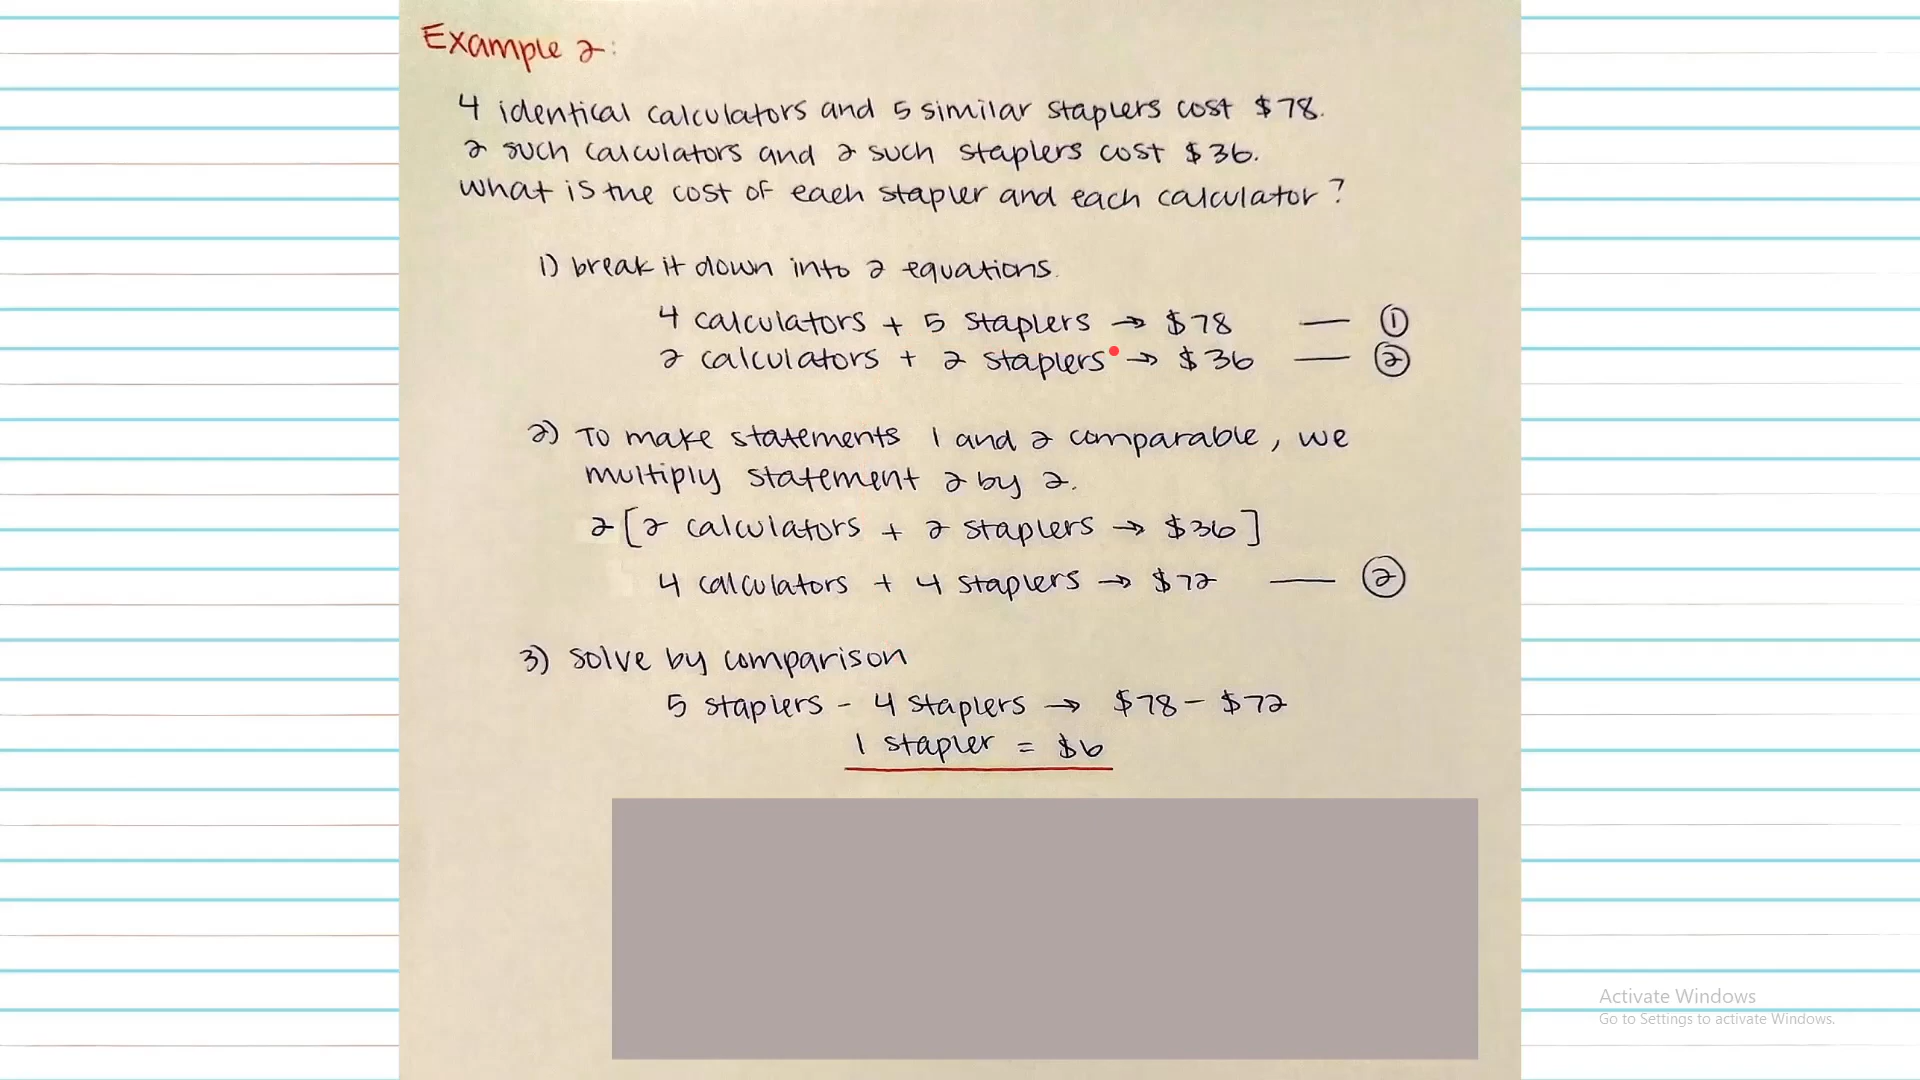 Example 2:
4 identical calculators and 5 similar staplers cost $78.
2 such calculators and 2 such staplers cost $36.
What is the cost of each stapler and each calculator?
1) break it down into 2 equations.
4 calculators + 5 staplers → $78 — ①
2 calculators + 2 staplers → $36 — ②
2) To make statements 1 and 2 comparable, we
multiply statement 2 by 2.
2[2 calculators + 2 staplers → $36]
4 calculators + 4 staplers → $72 — ②
3) Solve by comparison
5 staplers - 4 staplers → $78 - $72
1 stapler = $6
Activate Windows
Go to Settings to activate Windows.